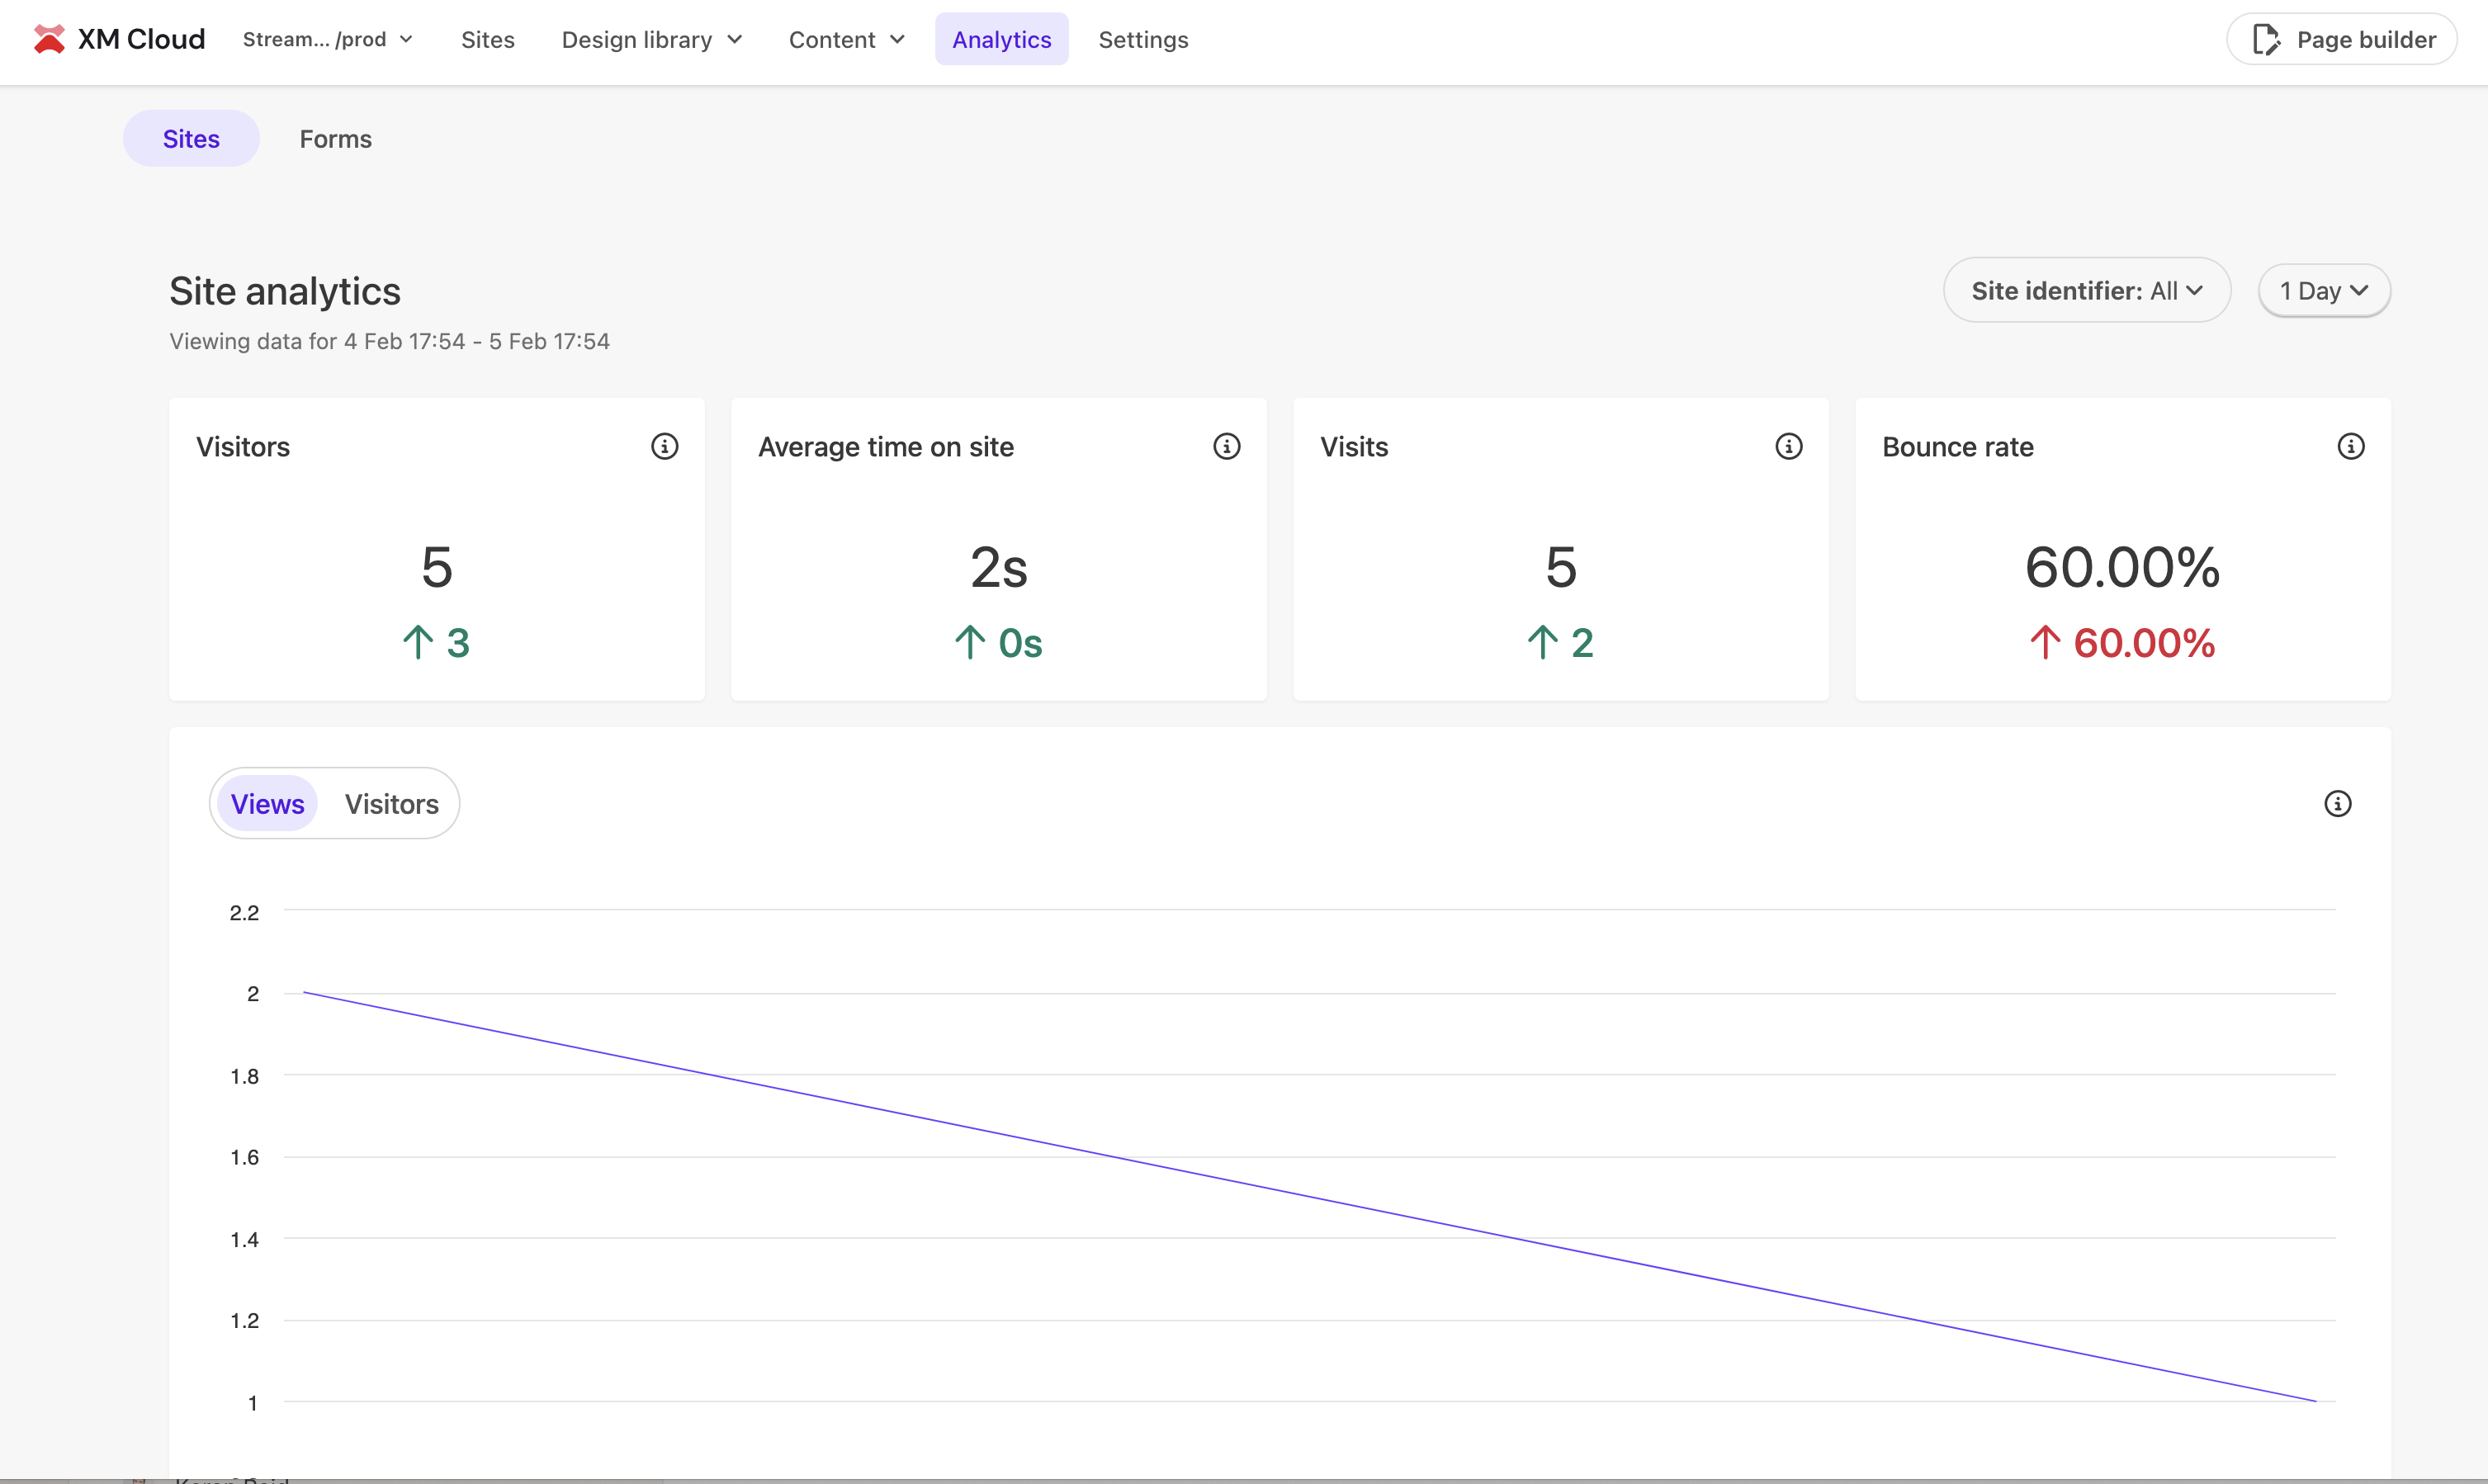 XM Cloud Stream... /prod Sites Design library Content Analytics Settings Page builder
Sites Forms
Site analytics
Viewing data for 4 Feb 17:54 - 5 Feb 17:54
Site identifier: All 1 Day
Visitors
5
↑ 3
Average time on site
2s
↑ 0s
Visits
5
↑ 2
Bounce rate
60.00%
↑ 60.00%
Views Visitors
2.2
2
1.8
1.6
1.4
1.2
1